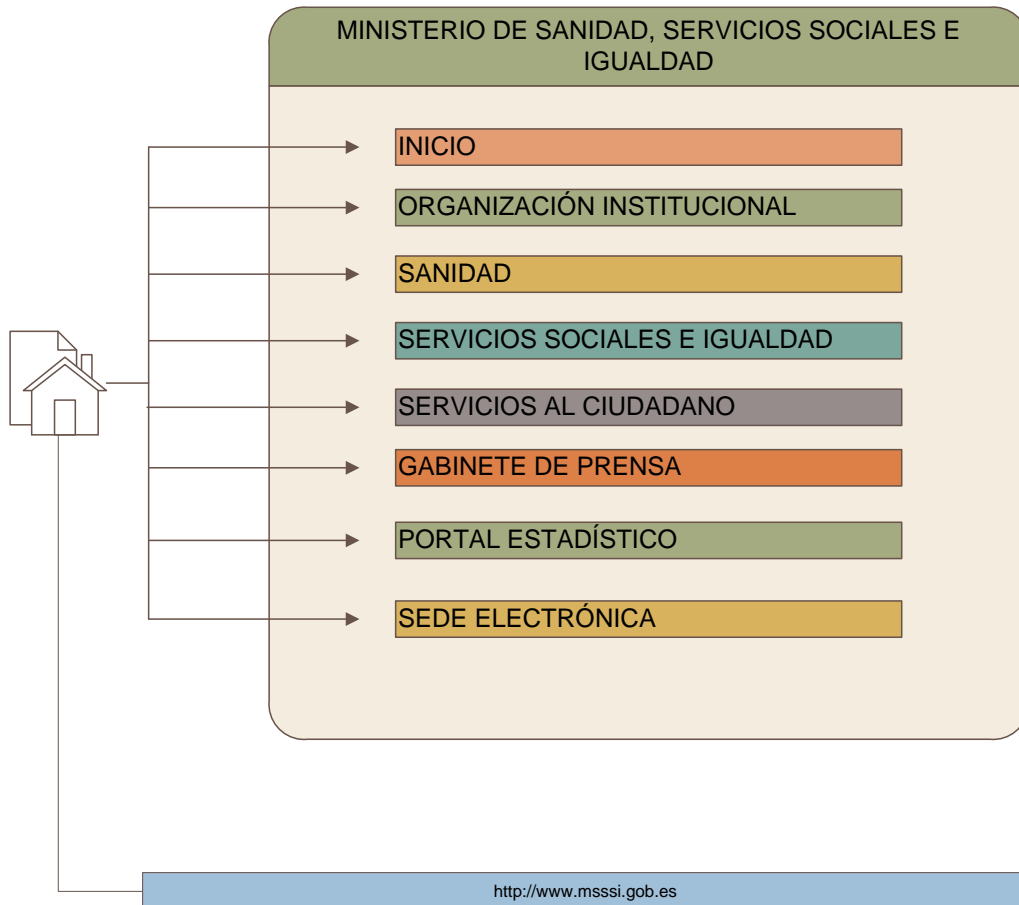 MINISTERIO DE SANIDAD, SERVICIOS SOCIALES E
IGUALDAD
INICIO
ORGANIZACIÓN INSTITUCIONAL
SANIDAD
SERVICIOS SOCIALES E IGUALDAD
SERVICIOS AL CIUDADANO
GABINETE DE PRENSA
PORTAL ESTADÍSTICO
SEDE ELECTRÓNICA
http://www.msssi.gob.es